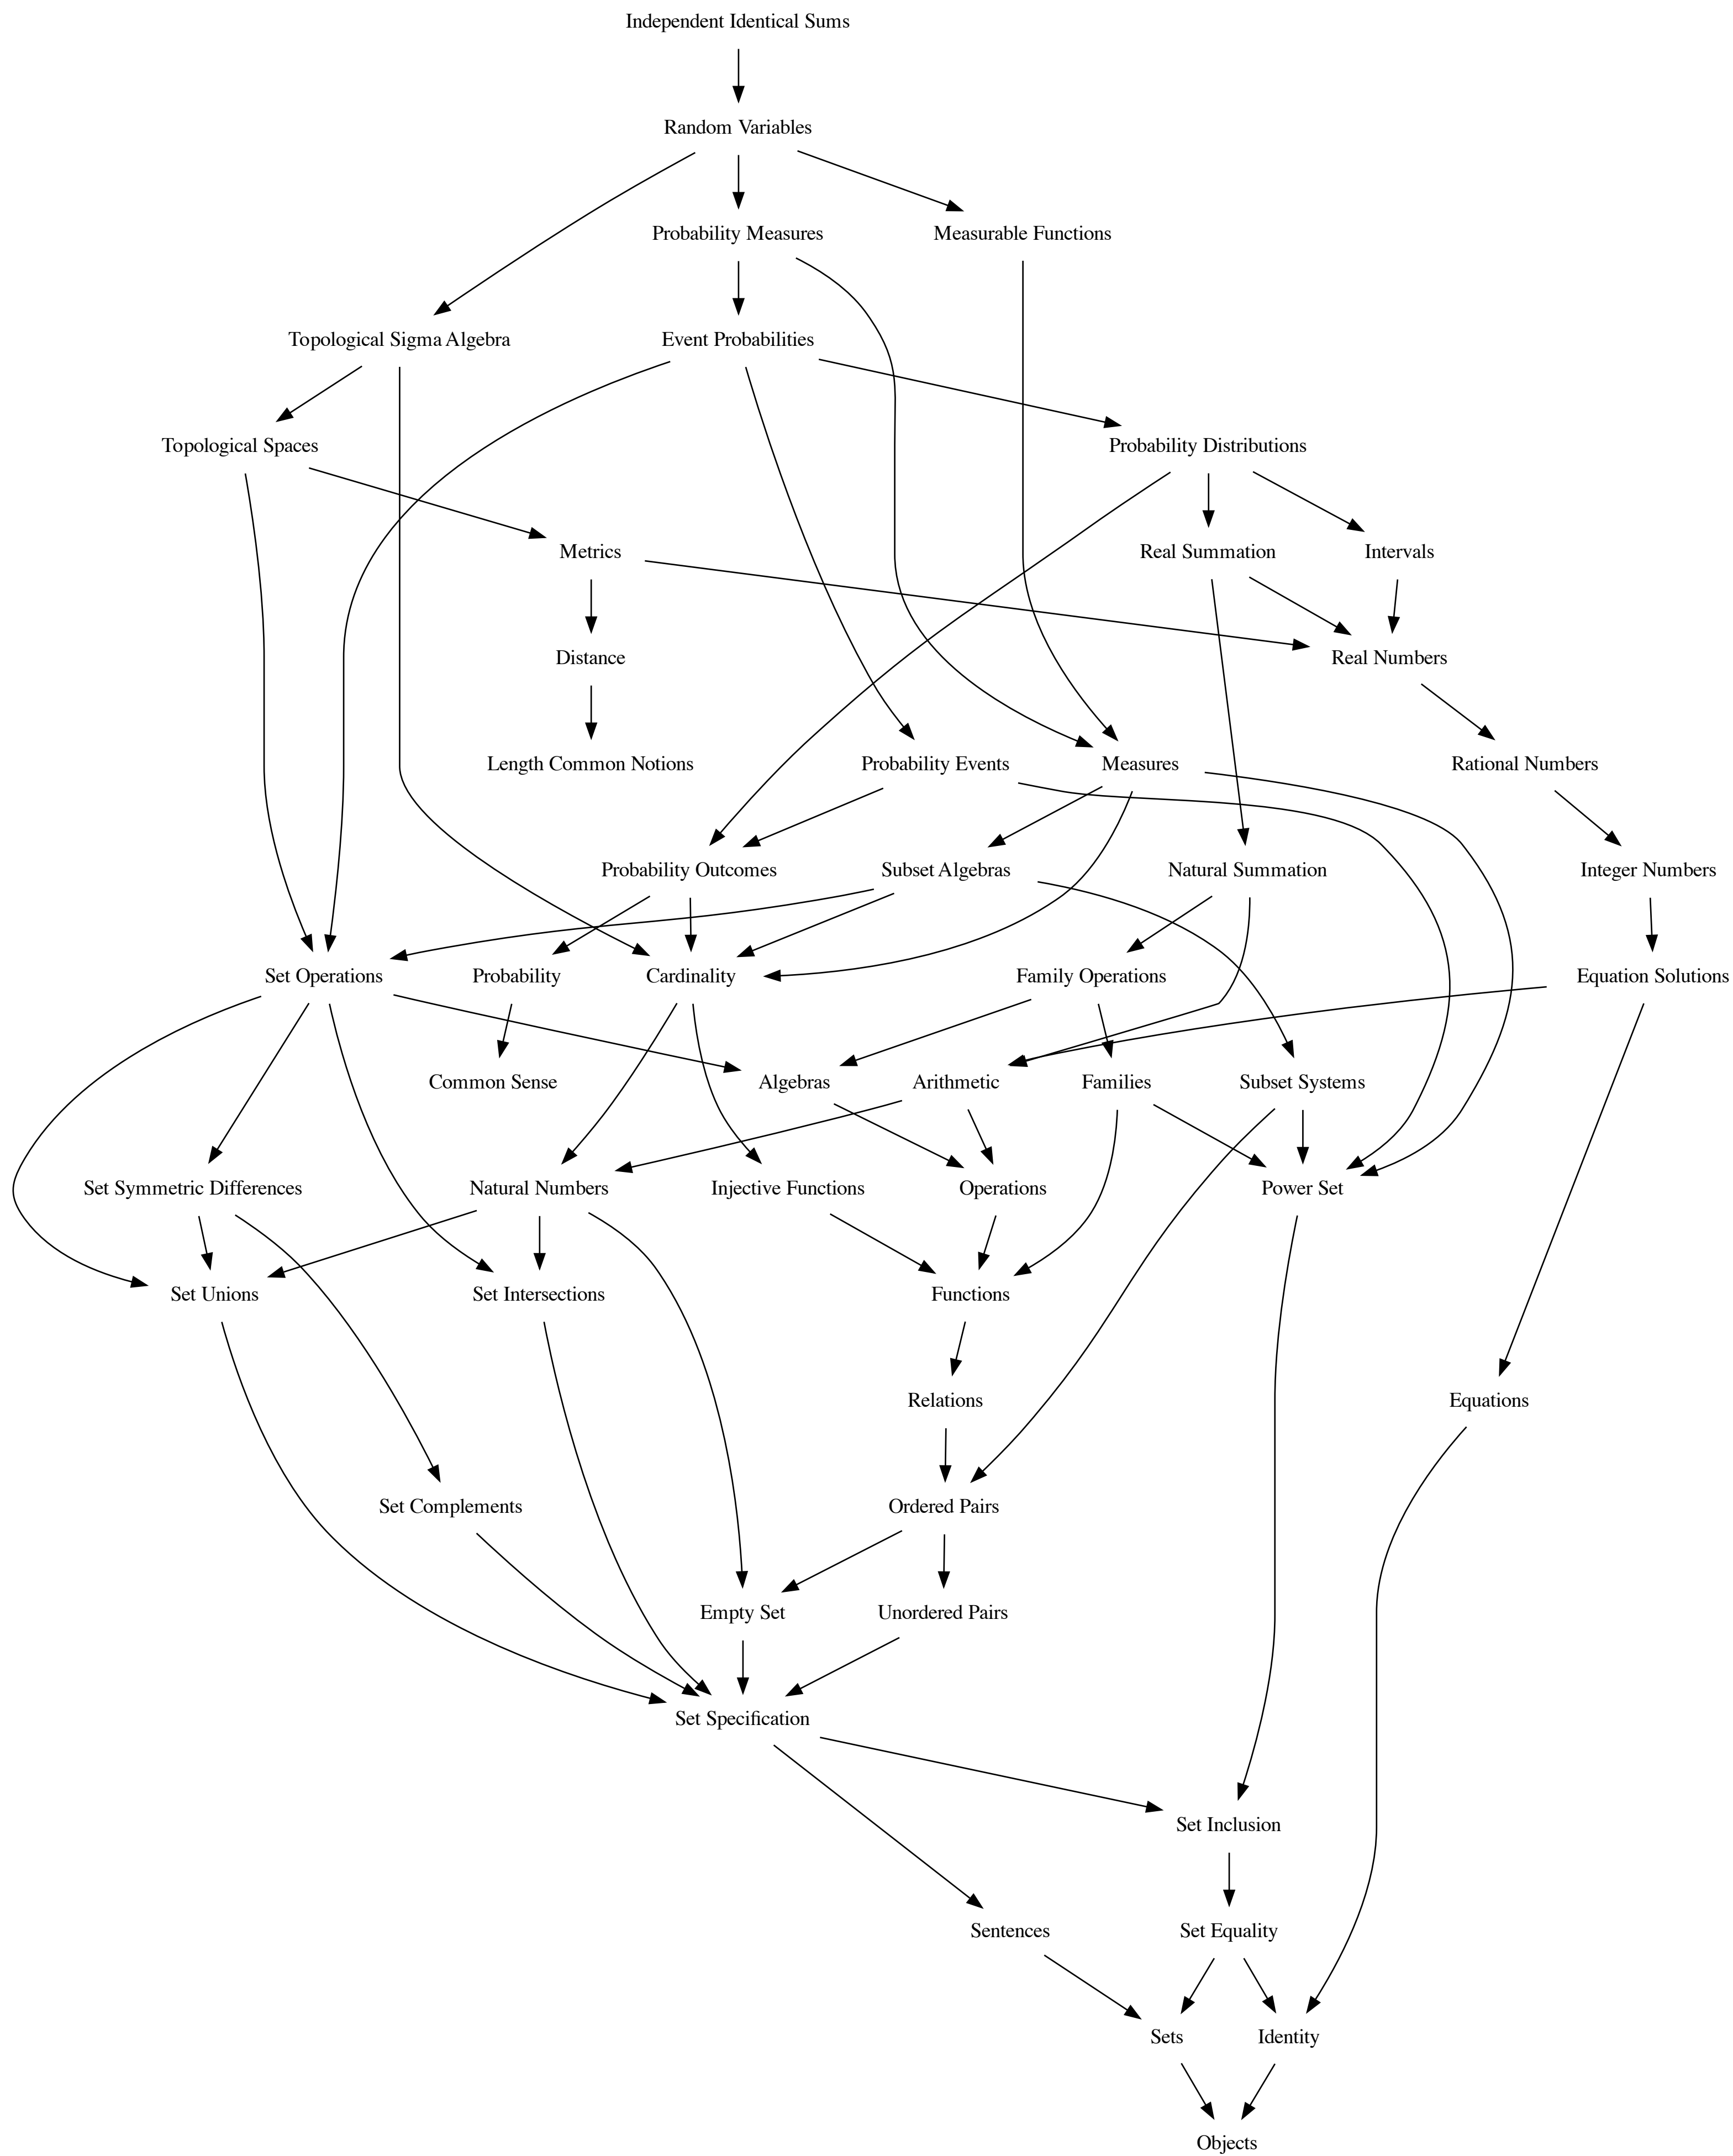 Independent Identical Sums
Random Variables
Probability Measures
Measurable Functions
Topological Sigma Algebra
Event Probabilities
Topological Spaces
Probability Distributions
Metrics
Real Summation
Intervals
Distance
Real Numbers
Length Common Notions
Probability Events
Measures
Rational Numbers
Probability Outcomes
Subset Algebras
Natural Summation
Integer Numbers
Set Operations
Probability
Cardinality
Family Operations
Equation Solutions
Common Sense
Algebras
Arithmetic
Families
Subset Systems
Set Symmetric Differences
Natural Numbers
Injective Functions
Operations
Power Set
Set Unions
Set Intersections
Functions
Relations
Equations
Set Complements
Ordered Pairs
Empty Set
Unordered Pairs
Set Specification
Set Inclusion
Sentences
Set Equality
Sets
Identity
Objects